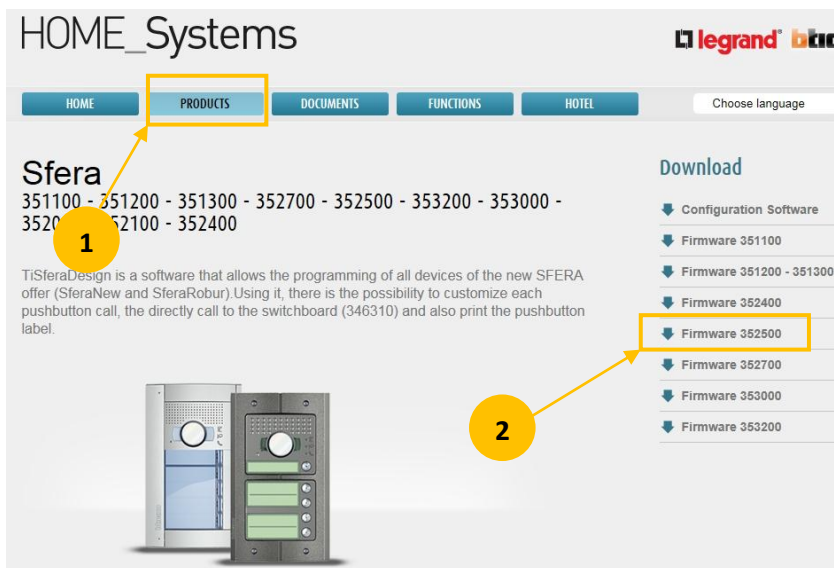 HOME_Systems
legrand®
HOME
PRODUCTS
DOCUMENTS
FUNCTIONS
HOTEL
Choose language
Sfera
351100 - 351200 - 351300 - 352700 - 352500 - 353200 - 353000 -
352100 - 352400
1
TiSferaDesign is a software that allows the programming of all devices of the new SFERA
offer (SferaNew and SferaRobur).Using it, there is the possibility to customize each
pushbutton call, the directly call to the switchboard (346310) and also print the pushbutton
label.
Download
Configuration Software
Firmware 351100
Firmware 351200 - 351300
Firmware 352400
Firmware 352500
Firmware 352700
Firmware 353000
Firmware 353200
2